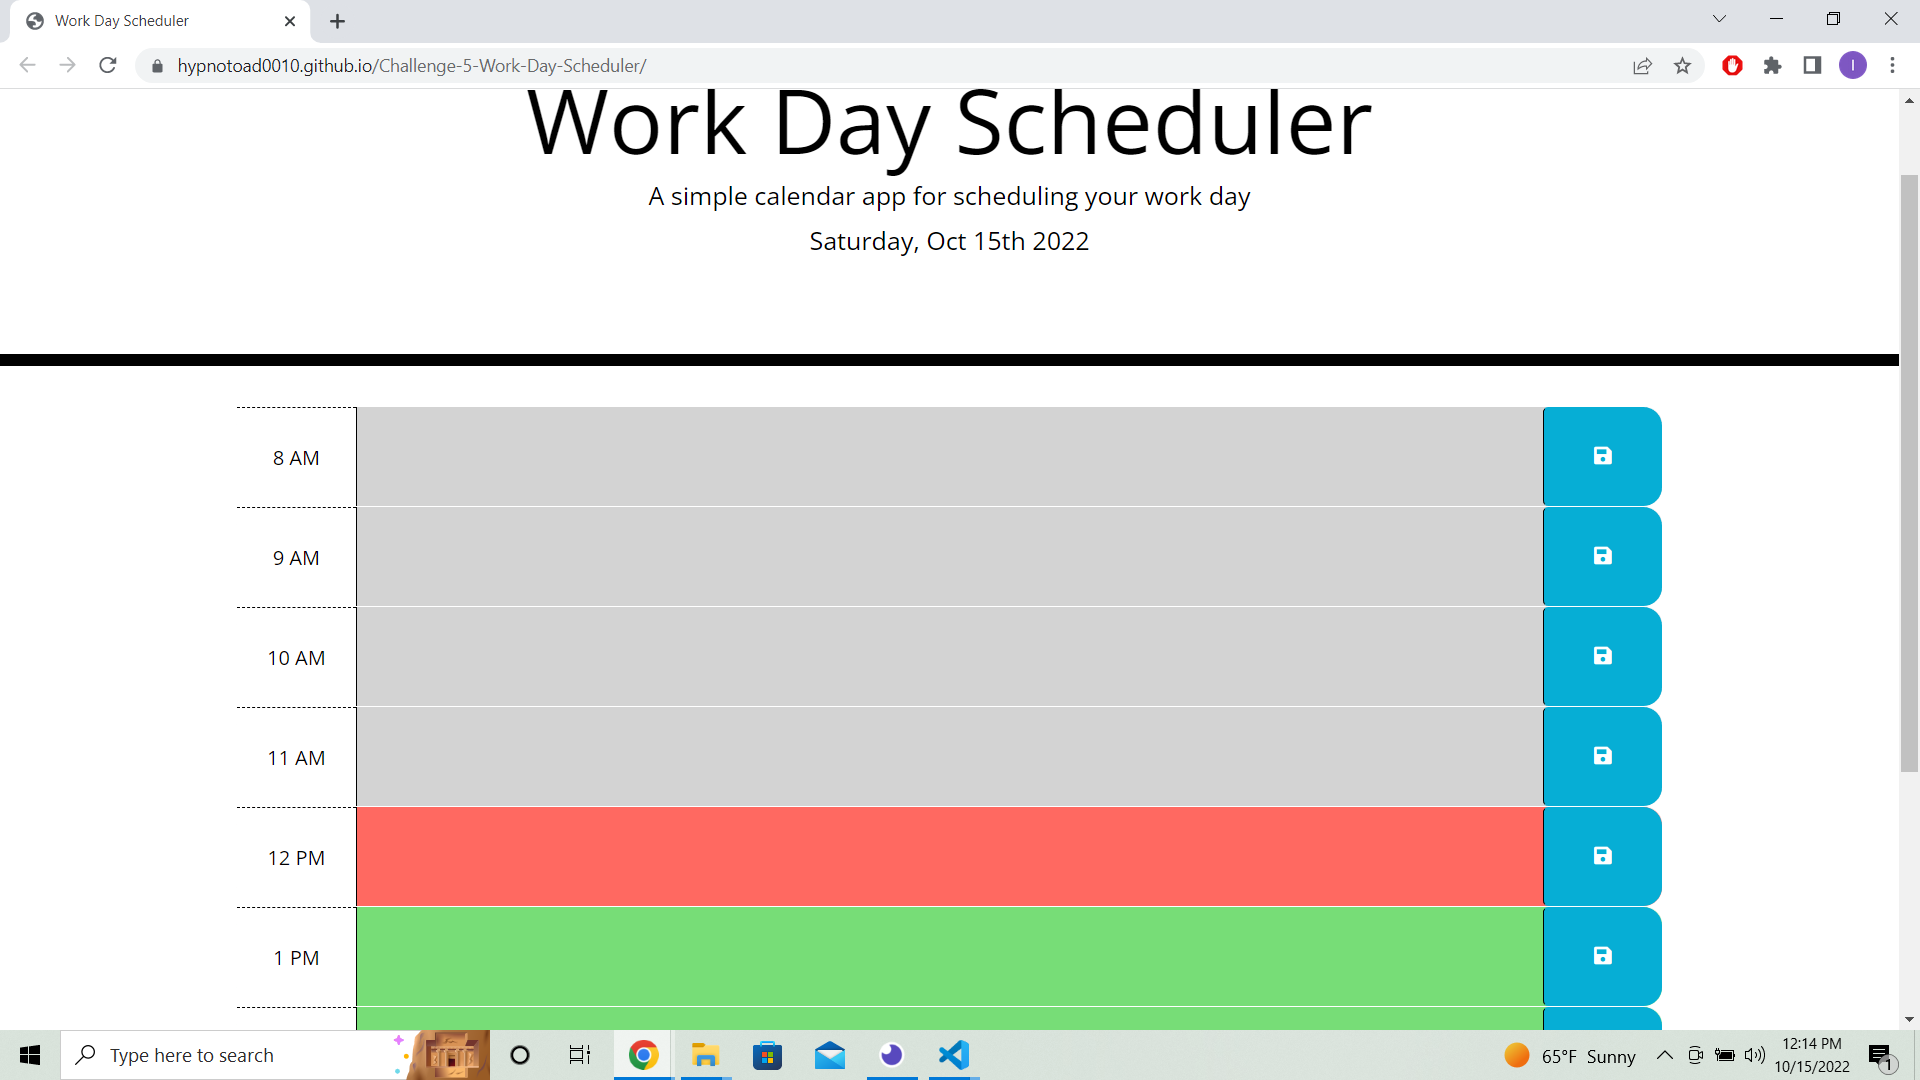 Work Day Scheduler
hypnotoad0010.github.io/Challenge-5-Work-Day-Scheduler/
I
Work Day Scheduler
A simple calendar app for scheduling your work day
Saturday, Oct 15th 2022
8 AM
9 AM
10 AM
11 AM
12 PM
1 PM
Type here to search
65°F Sunny
12:14 PM
10/15/2022
1